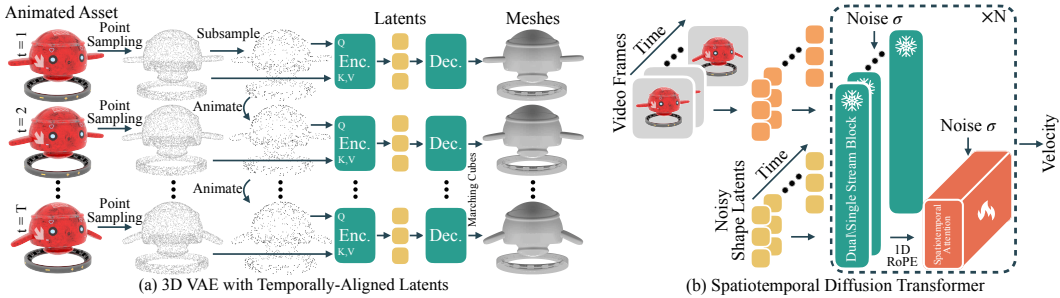 Animated Asset
t = 1
Point
Sampling
Subsample
Latents
Meshes
Q
Enc.
K,V
Dec.
Animate
t = 2
Point
Sampling
Q
Enc.
K,V
Dec.
Animate
t = T
Point
Sampling
Q
Enc.
K,V
Dec.
Marching Cubes
(a) 3D VAE with Temporally-Aligned Latents
Video Frames
Time
Noise σ
×N
Noisy
Shape Latents
Time
Dual\Single Stream Block
Noise σ
1D
RoPE
Spatiotemporal
Attention
Velocity
(b) Spatiotemporal Diffusion Transformer